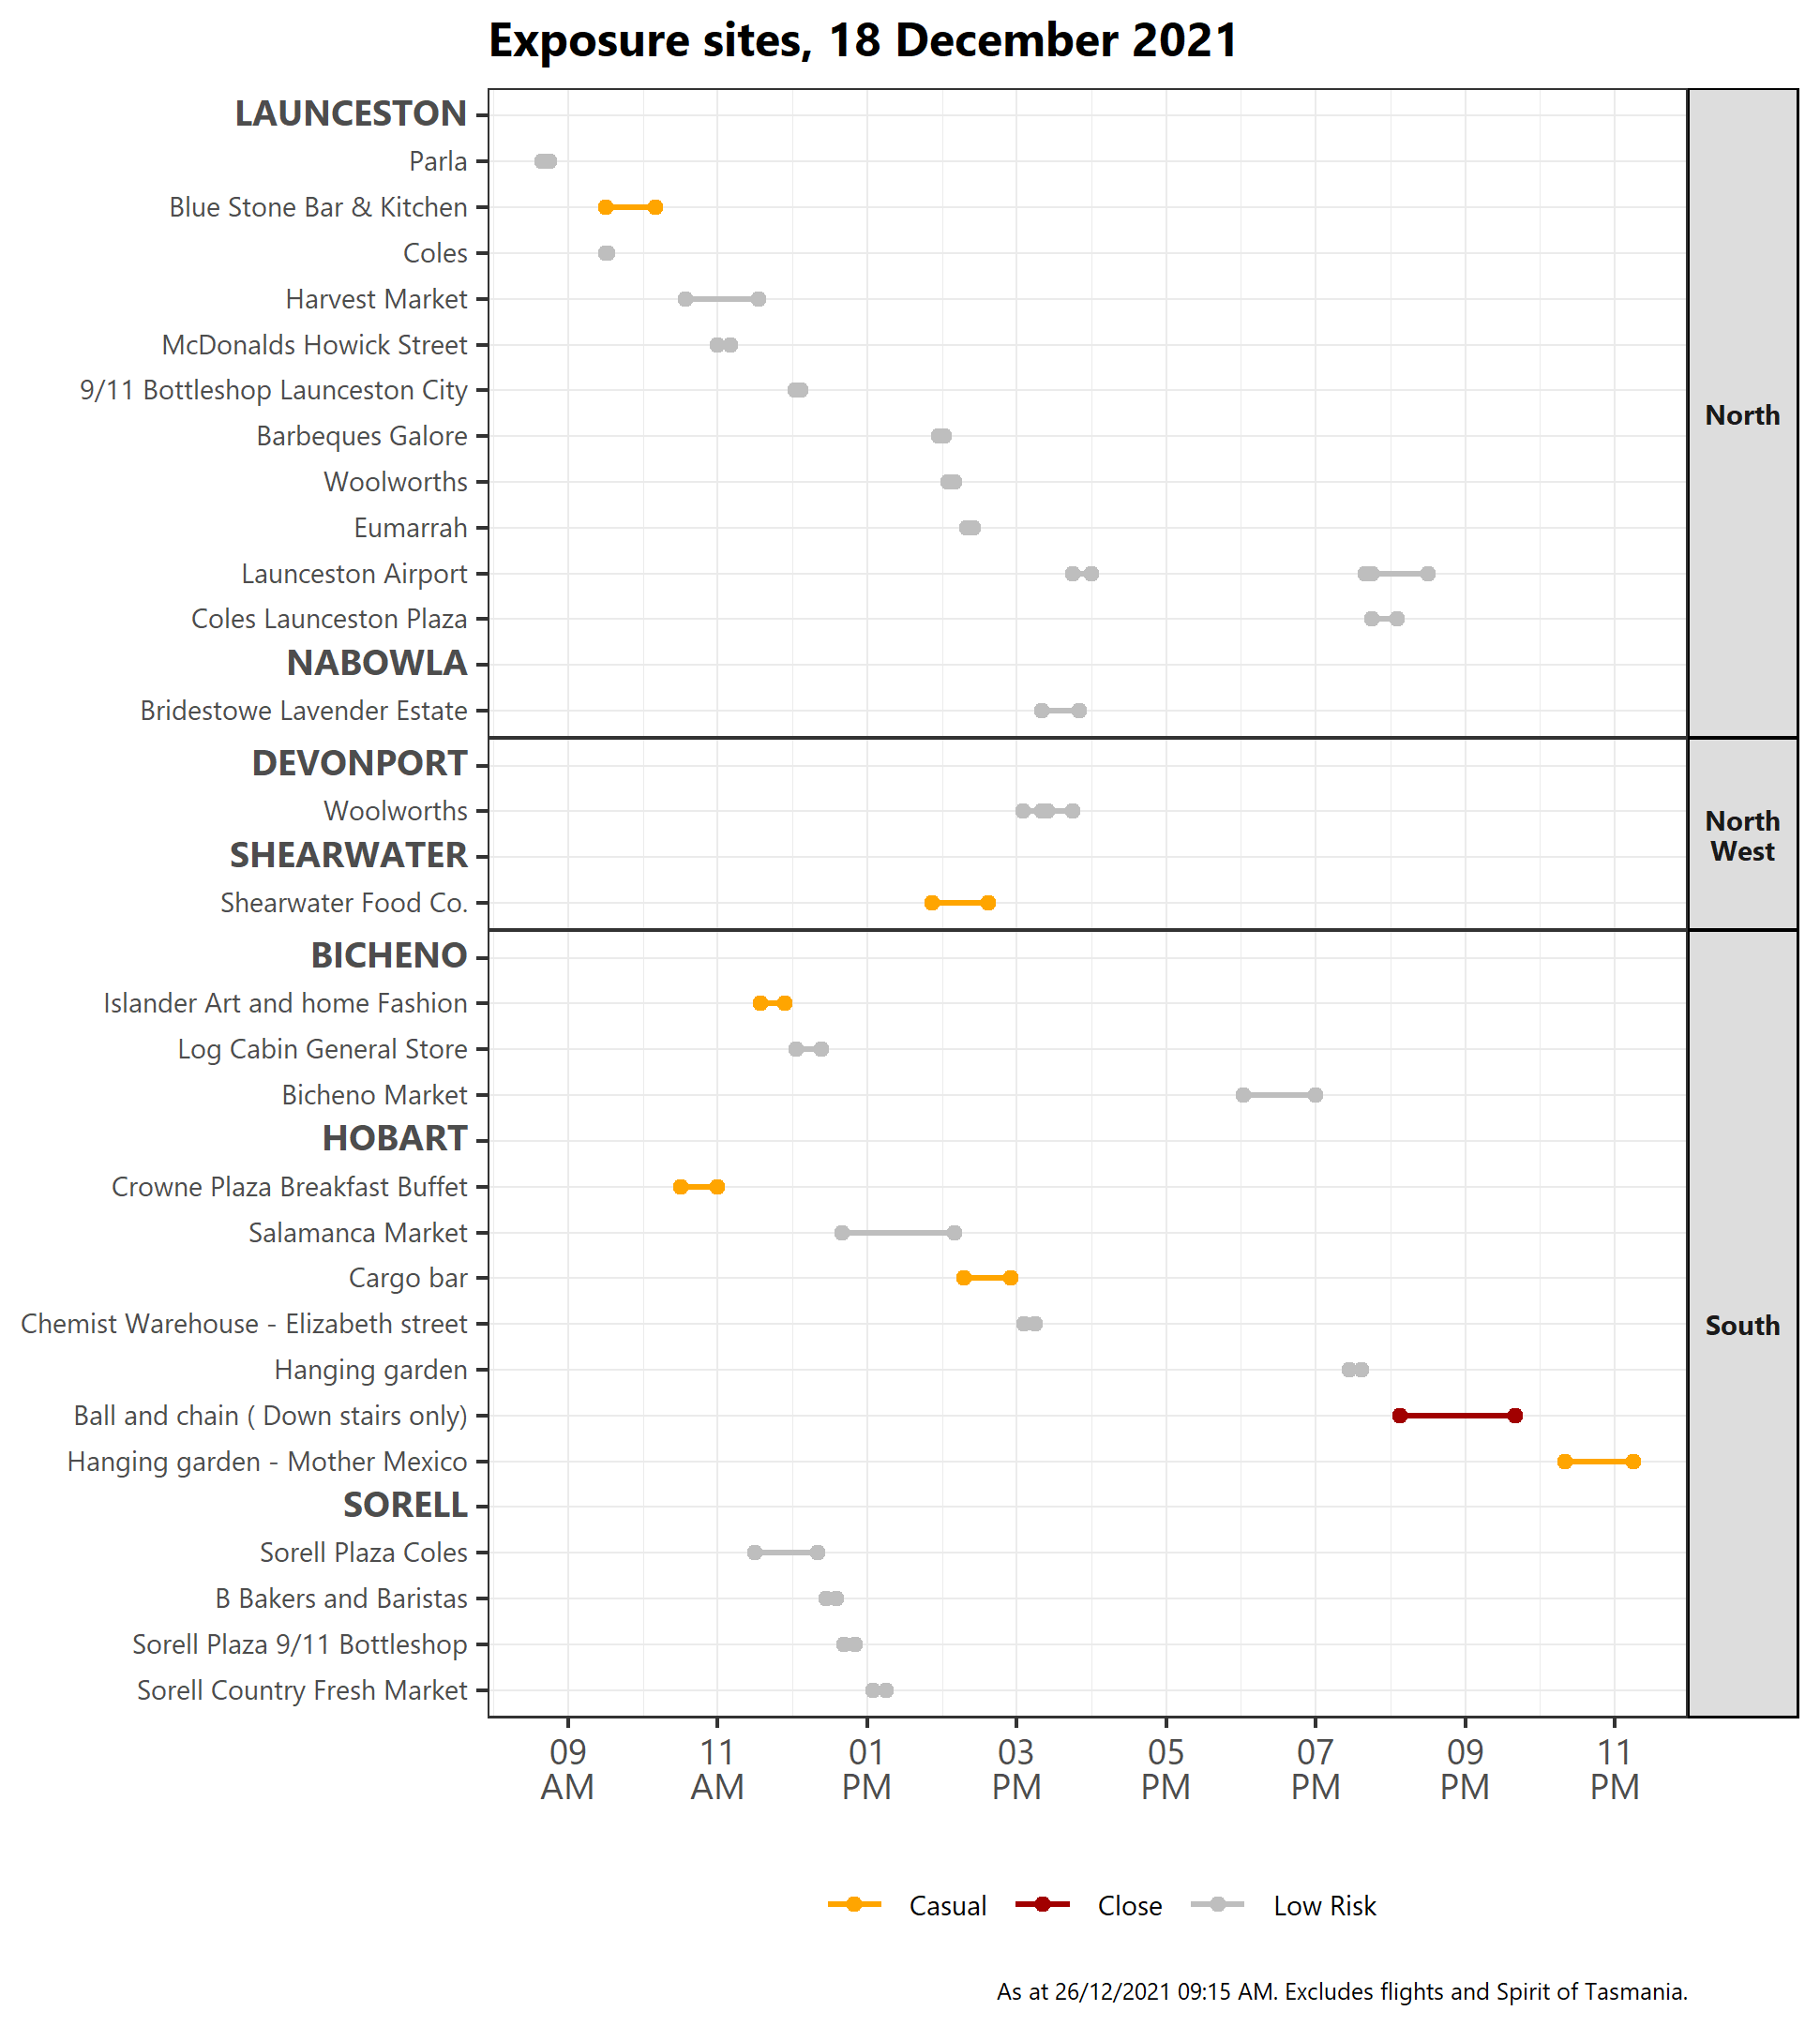 Exposure sites, 18 December 2021
LAUNCESTON
Parla
Blue Stone Bar & Kitchen
Coles
Harvest Market
McDonalds Howick Street
9/11 Bottleshop Launceston City
Barbeques Galore
Woolworths
Eumarrah
Launceston Airport
Coles Launceston Plaza
NABOWLA
Bridestowe Lavender Estate
North
DEVONPORT
Woolworths
SHEARWATER
Shearwater Food Co.
North
West
BICHENO
Islander Art and home Fashion
Log Cabin General Store
Bicheno Market
HOBART
Crowne Plaza Breakfast Buffet
Salamanca Market
Cargo bar
Chemist Warehouse - Elizabeth street
Hanging garden
Ball and chain ( Down stairs only)
Hanging garden - Mother Mexico
SORELL
Sorell Plaza Coles
B Bakers and Baristas
Sorell Plaza 9/11 Bottleshop
Sorell Country Fresh Market
South
09 11 01 03 05 07 09 11
AM AM PM PM PM PM PM PM
Casual Close Low Risk
As at 26/12/2021 09:15 AM. Excludes flights and Spirit of Tasmania.